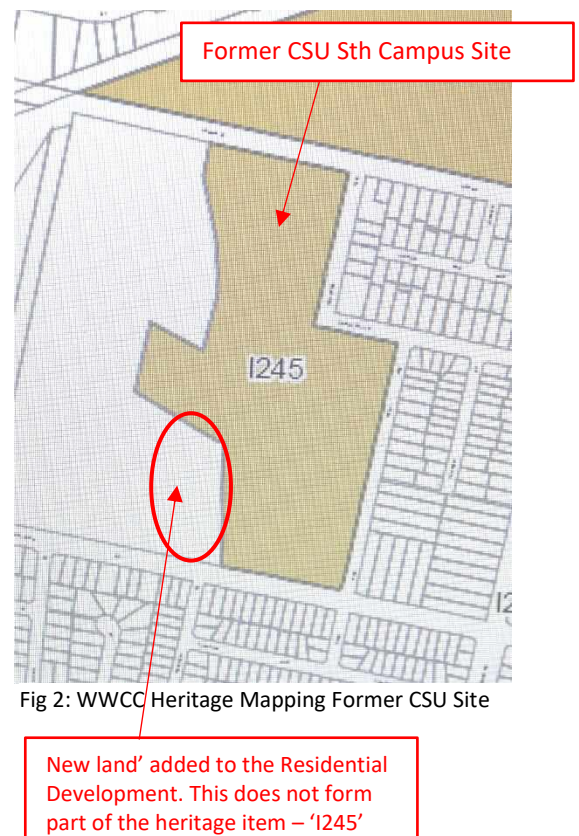 Former CSU Sth Campus Site
I245
Fig 2: WWCC Heritage Mapping Former CSU Site
New land’ added to the Residential
Development. This does not form
part of the heritage item – ‘I245’